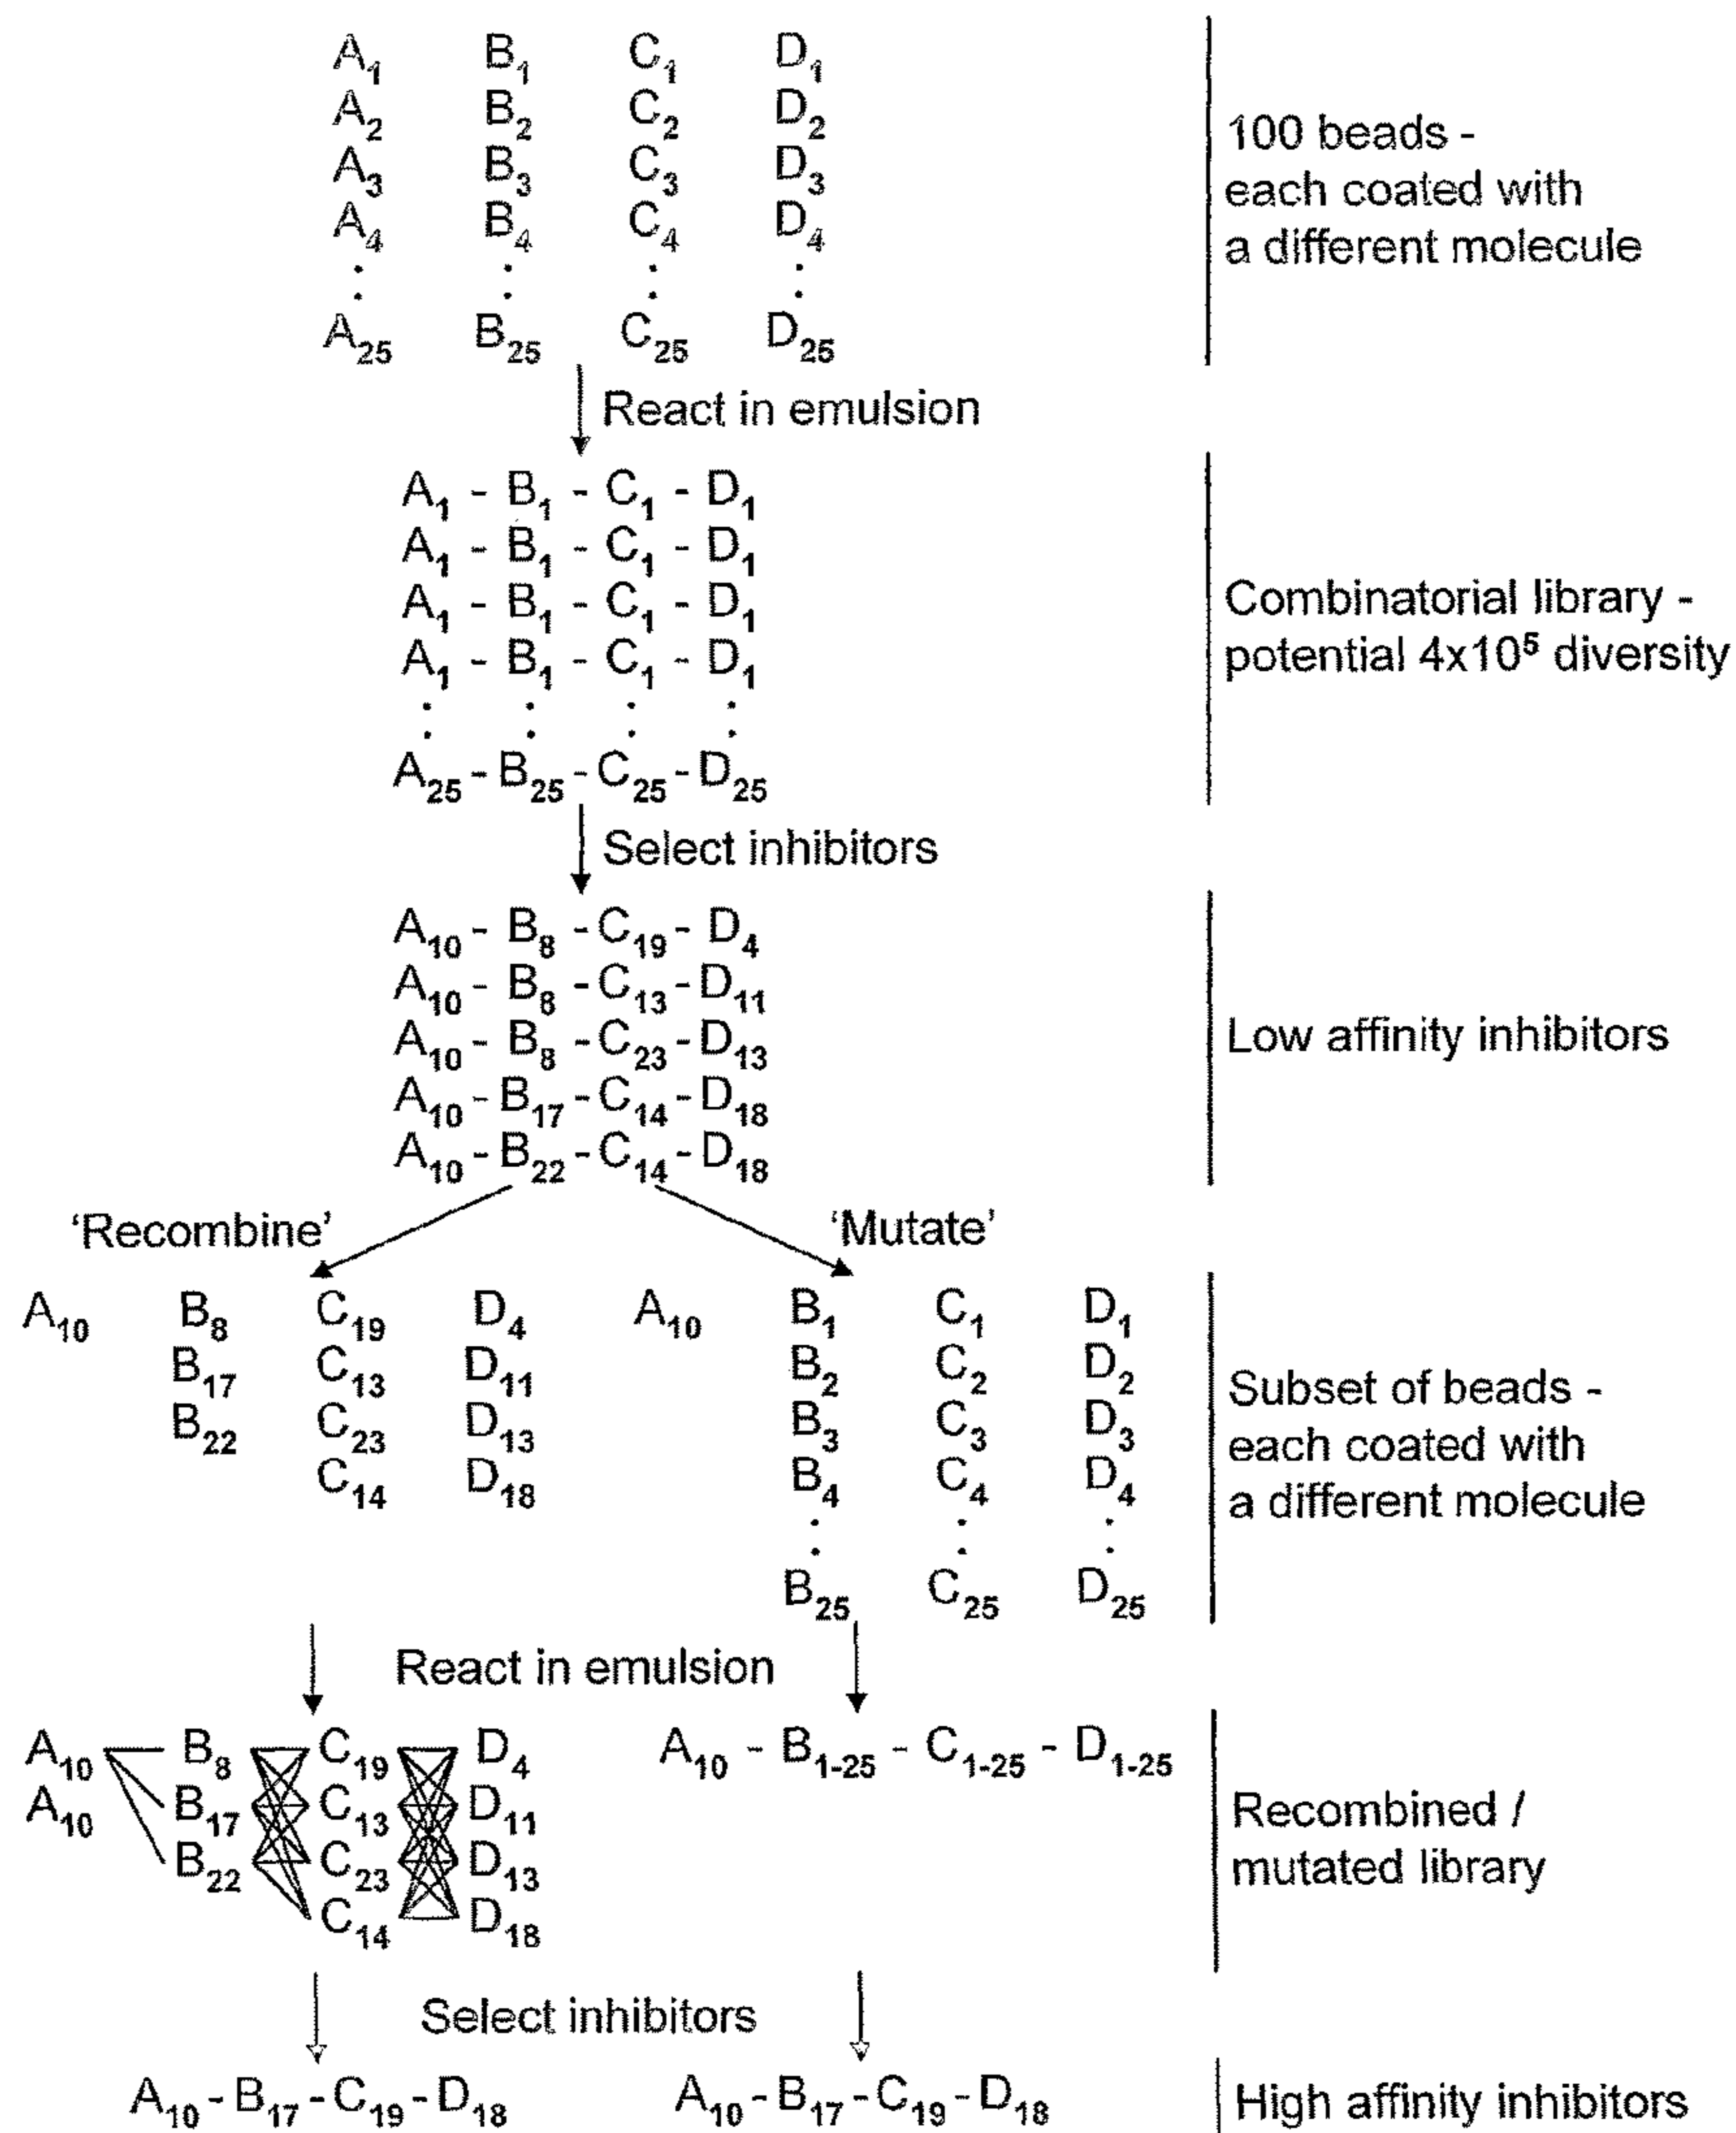 A₁ B₁ C₁ D₁
A₂ B₂ C₂ D₂
A₃ B₃ C₃ D₃
A₄ B₄ C₄ D₄
: : : :
A₂₅ B₂₅ C₂₅ D₂₅
100 beads -
each coated with
a different molecule
React in emulsion
A₁ - B₁ - C₁ - D₁
A₁ - B₁ - C₁ - D₁
A₁ - B₁ - C₁ - D₁
A₁ - B₁ - C₁ - D₁
: : : :
A₂₅ - B₂₅ - C₂₅ - D₂₅
Combinatorial library -
potential 4x10⁵ diversity
Select inhibitors
A₁₀ - B₈ - C₁₉ - D₄
A₁₀ - B₈ - C₁₃ - D₁₁
A₁₀ - B₈ - C₂₃ - D₁₃
A₁₀ - B₁₇ - C₁₄ - D₁₈
A₁₀ - B₂₂ - C₁₄ - D₁₈
Low affinity inhibitors
‘Recombine’ ‘Mutate’
A₁₀ B₈ C₁₉ D₄ A₁₀ B₁ C₁ D₁
B₁₇ C₁₃ D₁₁ B₂ C₂ D₂
B₂₂ C₂₃ D₁₃ B₃ C₃ D₃
C₁₄ D₁₈ B₄ C₄ D₄
: : :
B₂₅ C₂₅ D₂₅
Subset of beads -
each coated with
a different molecule
React in emulsion
A₁₀ B₈ C₁₉ D₄ A₁₀ - B₁₋₂₅ - C₁₋₂₅ - D₁₋₂₅
A₁₀ B₁₇ C₁₃ D₁₁
B₂₂ C₂₃ D₁₃
C₁₄ D₁₈
Recombined /
mutated library
Select inhibitors
A₁₀ - B₁₇ - C₁₉ - D₁₈ A₁₀ - B₁₇ - C₁₉ - D₁₈
High affinity inhibitors